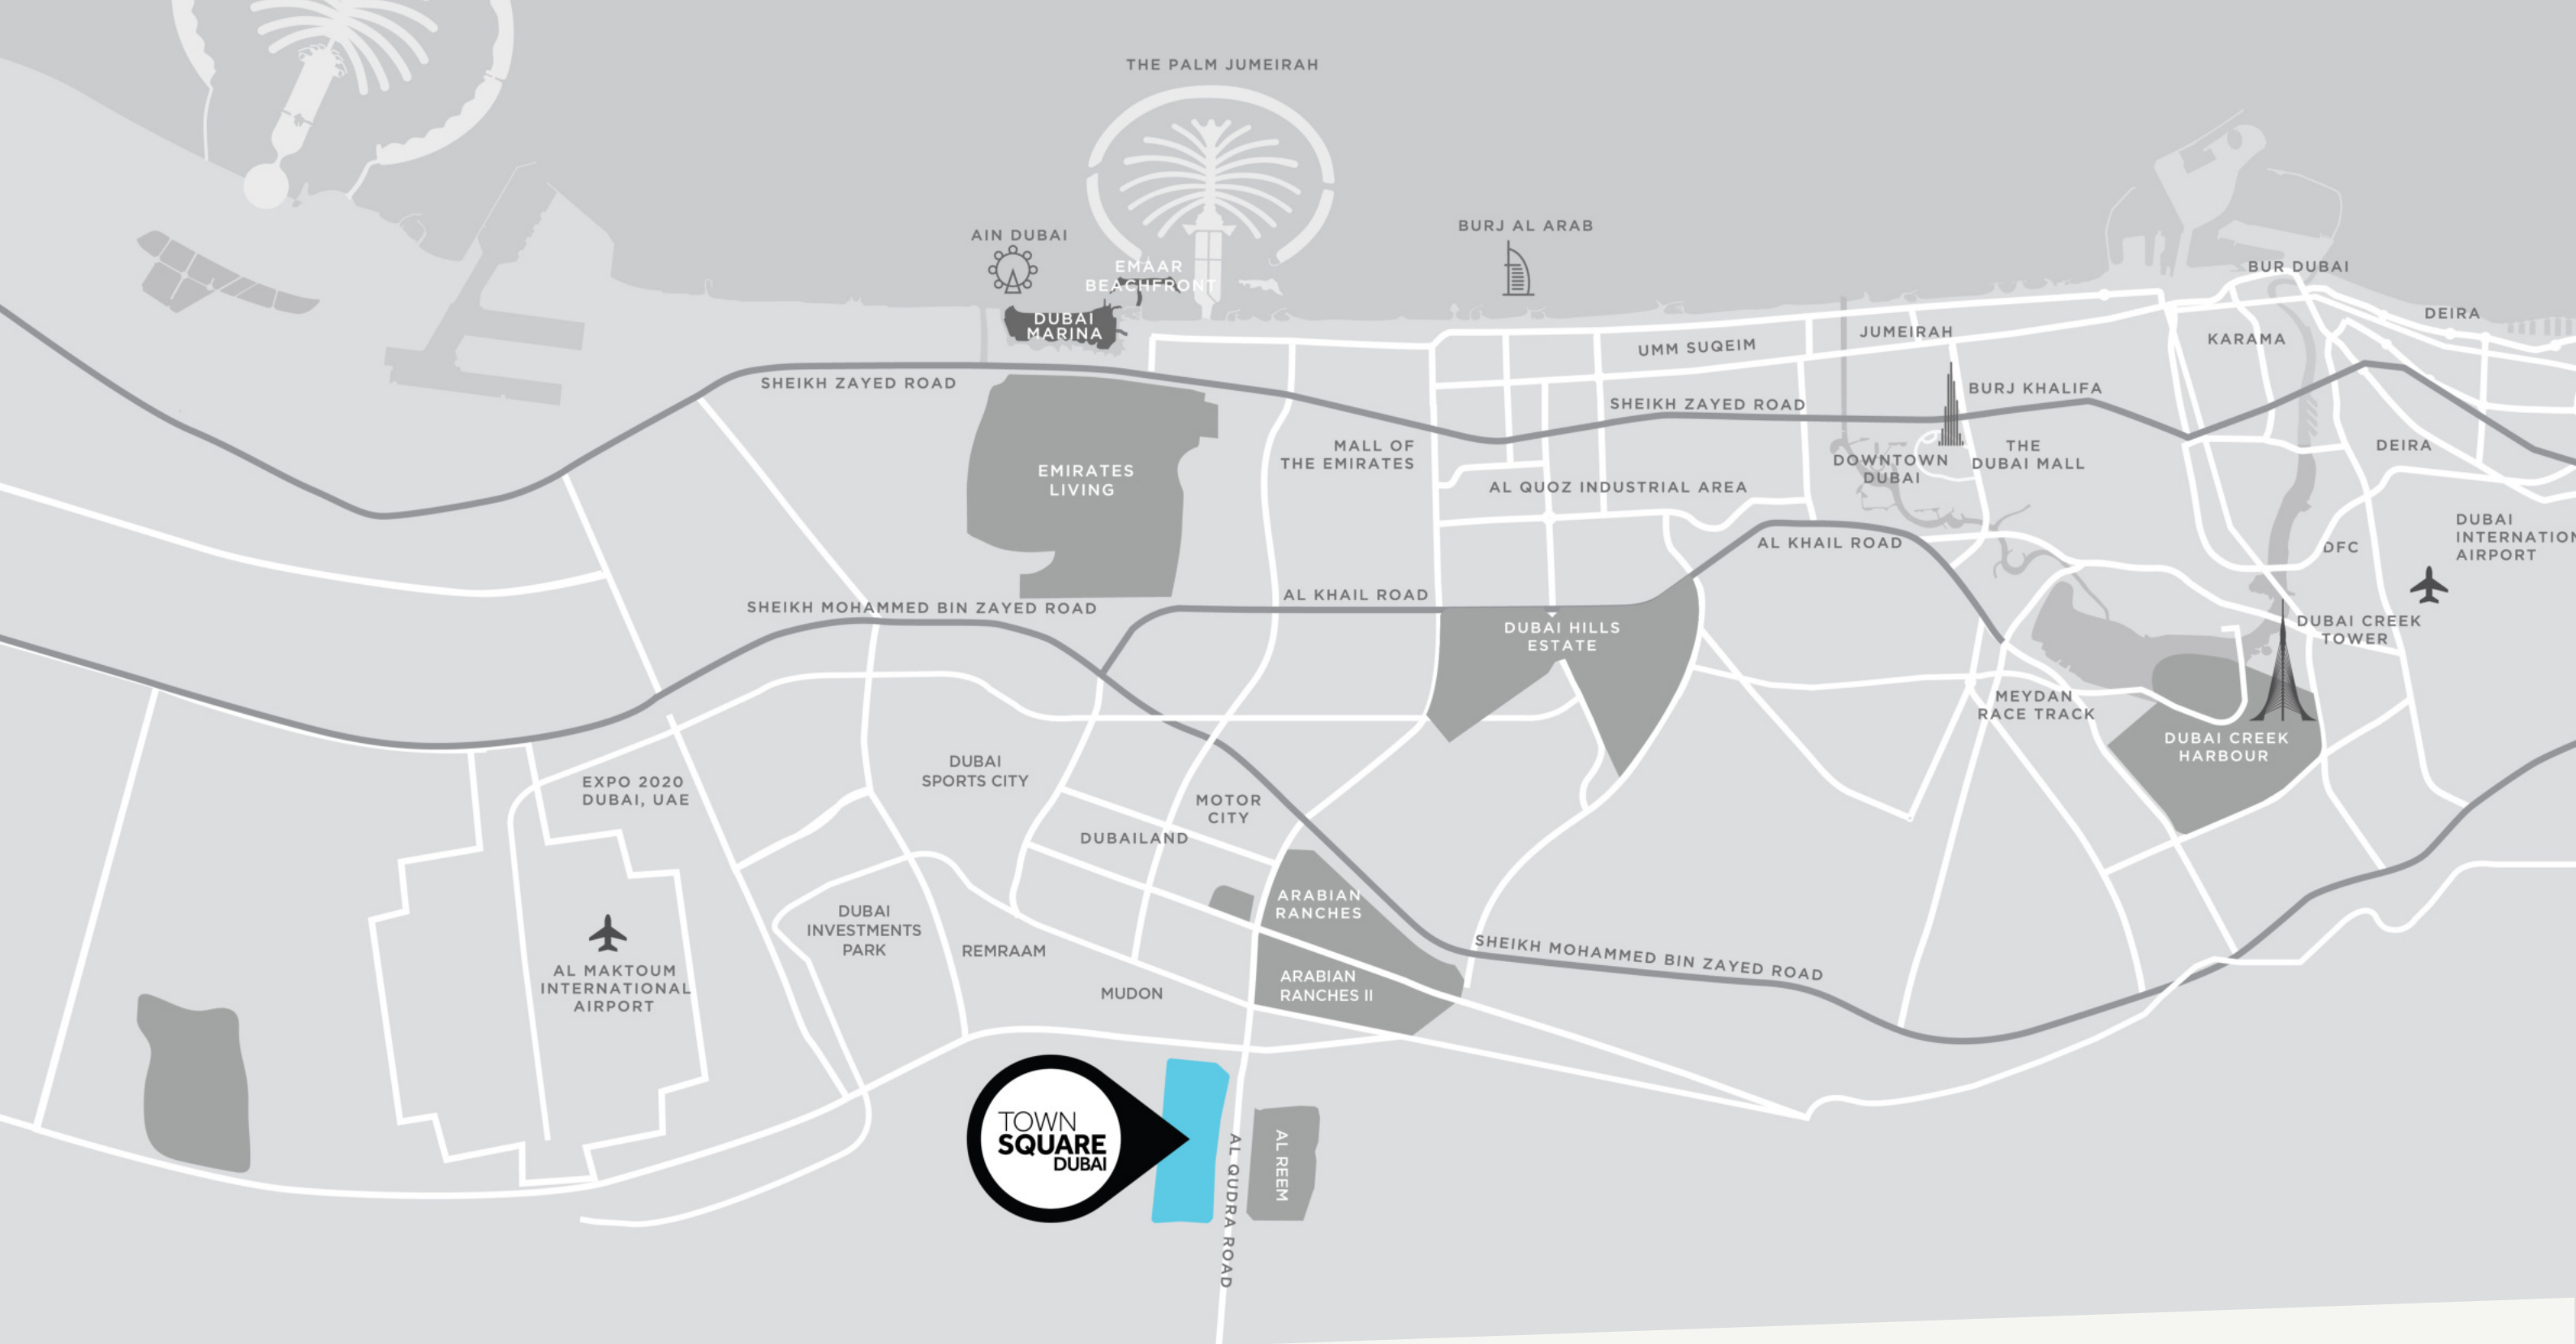 THE PALM JUMEIRAH
AIN DUBAI
BURJ AL ARAB
EMAAR
BEACHFRONT
BUR DUBAI
DUBAI
MARINA
DEIRA
UMM SUQEIM
JUMEIRAH
KARAMA
SHEIKH ZAYED ROAD
SHEIKH ZAYED ROAD
BURJ KHALIFA
MALL OF
THE EMIRATES
EMIRATES
LIVING
AL QUOZ INDUSTRIAL AREA
DOWNTOWN
DUBAI
THE
DUBAI MALL
DEIRA
DUBAI
INTERNATION
AIRPORT
AL KHAIL ROAD
DFC
SHEIKH MOHAMMED BIN ZAYED ROAD
AL KHAIL ROAD
DUBAI HILLS
ESTATE
DUBAI CREEK
TOWER
MEYDAN
RACE TRACK
DUBAI CREEK
HARBOUR
EXPO 2020
DUBAI, UAE
DUBAI
SPORTS CITY
MOTOR
CITY
DUBAILAND
ARABIAN
RANCHES
DUBAI
INVESTMENTS
PARK
REMRAAM
SHEIKH MOHAMMED BIN ZAYED ROAD
AL MAKTOUM
INTERNATIONAL
AIRPORT
MUDON
ARABIAN
RANCHES II
TOWN
SQUARE
DUBAI
AL QUDRA ROAD
AL REEM